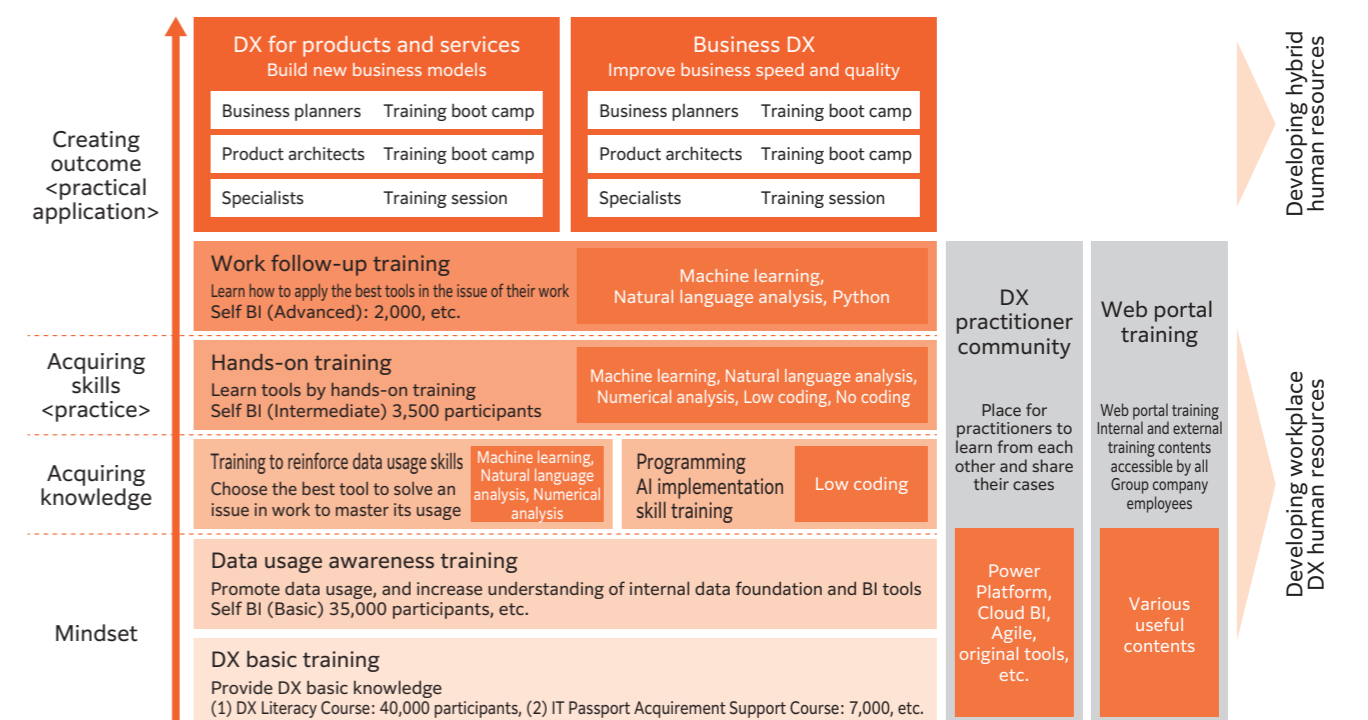 Creating
outcome
<practical
application>
DX for products and services
Build new business models
Business planners Training boot camp
Product architects Training boot camp
Specialists Training session
Business DX
Improve business speed and quality
Business planners Training boot camp
Product architects Training boot camp
Specialists Training session
Developing hybrid
human resources
Work follow-up training
Learn how to apply the best tools in the issue of their work
Self BI (Advanced): 2,000, etc.
Machine learning,
Natural language analysis, Python
Acquiring
skills
<practice>
Hands-on training
Learn tools by hands-on training
Self BI (Intermediate) 3,500 participants
Machine learning, Natural language analysis,
Numerical analysis, Low coding, No coding
Acquiring
knowledge
Training to reinforce data usage skills
Choose the best tool to solve an
issue in work to master its usage
Machine learning,
Natural language
analysis, Numerical
analysis
Programming
AI implementation
skill training
Low coding
Mindset
Data usage awareness training
Promote data usage, and increase understanding of internal data foundation and BI tools
Self BI (Basic) 35,000 participants, etc.
DX basic training
Provide DX basic knowledge
(1) DX Literacy Course: 40,000 participants, (2) IT Passport Acquirement Support Course: 7,000, etc.
DX
practitioner
community
Place for
practitioners to
learn from each
other and share
their cases
Power
Platform,
Cloud BI,
Agile,
original tools,
etc.
Web portal
training
Web portal training
Internal and external
training contents
accessible by all
Group company
employees
Various
useful
contents
Developing workplace
DX human resources